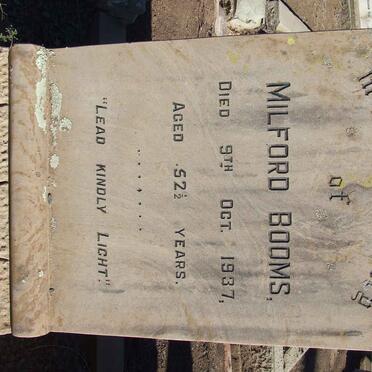 of
MILFORD BOOMS,
DIED 9TH OCT. 1937,
AGED 52½ YEARS.
.......
"LEAD KINDLY LIGHT".